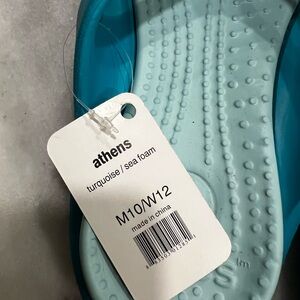 athens
turquoise / sea foam
M10/W12
made in china